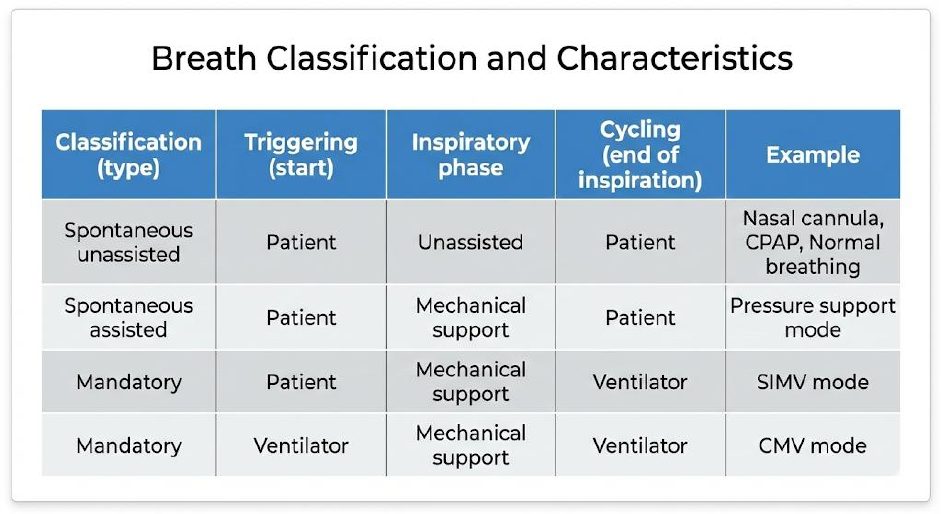 Breath Classification and Characteristics
Classification (type)
Triggering (start)
Inspiratory phase
Cycling (end of inspiration)
Example
Spontaneous unassisted
Patient
Unassisted
Patient
Nasal cannula, CPAP, Normal breathing
Spontaneous assisted
Patient
Mechanical support
Patient
Pressure support mode
Mandatory
Patient
Mechanical support
Ventilator
SIMV mode
Mandatory
Ventilator
Mechanical support
Ventilator
CMV mode